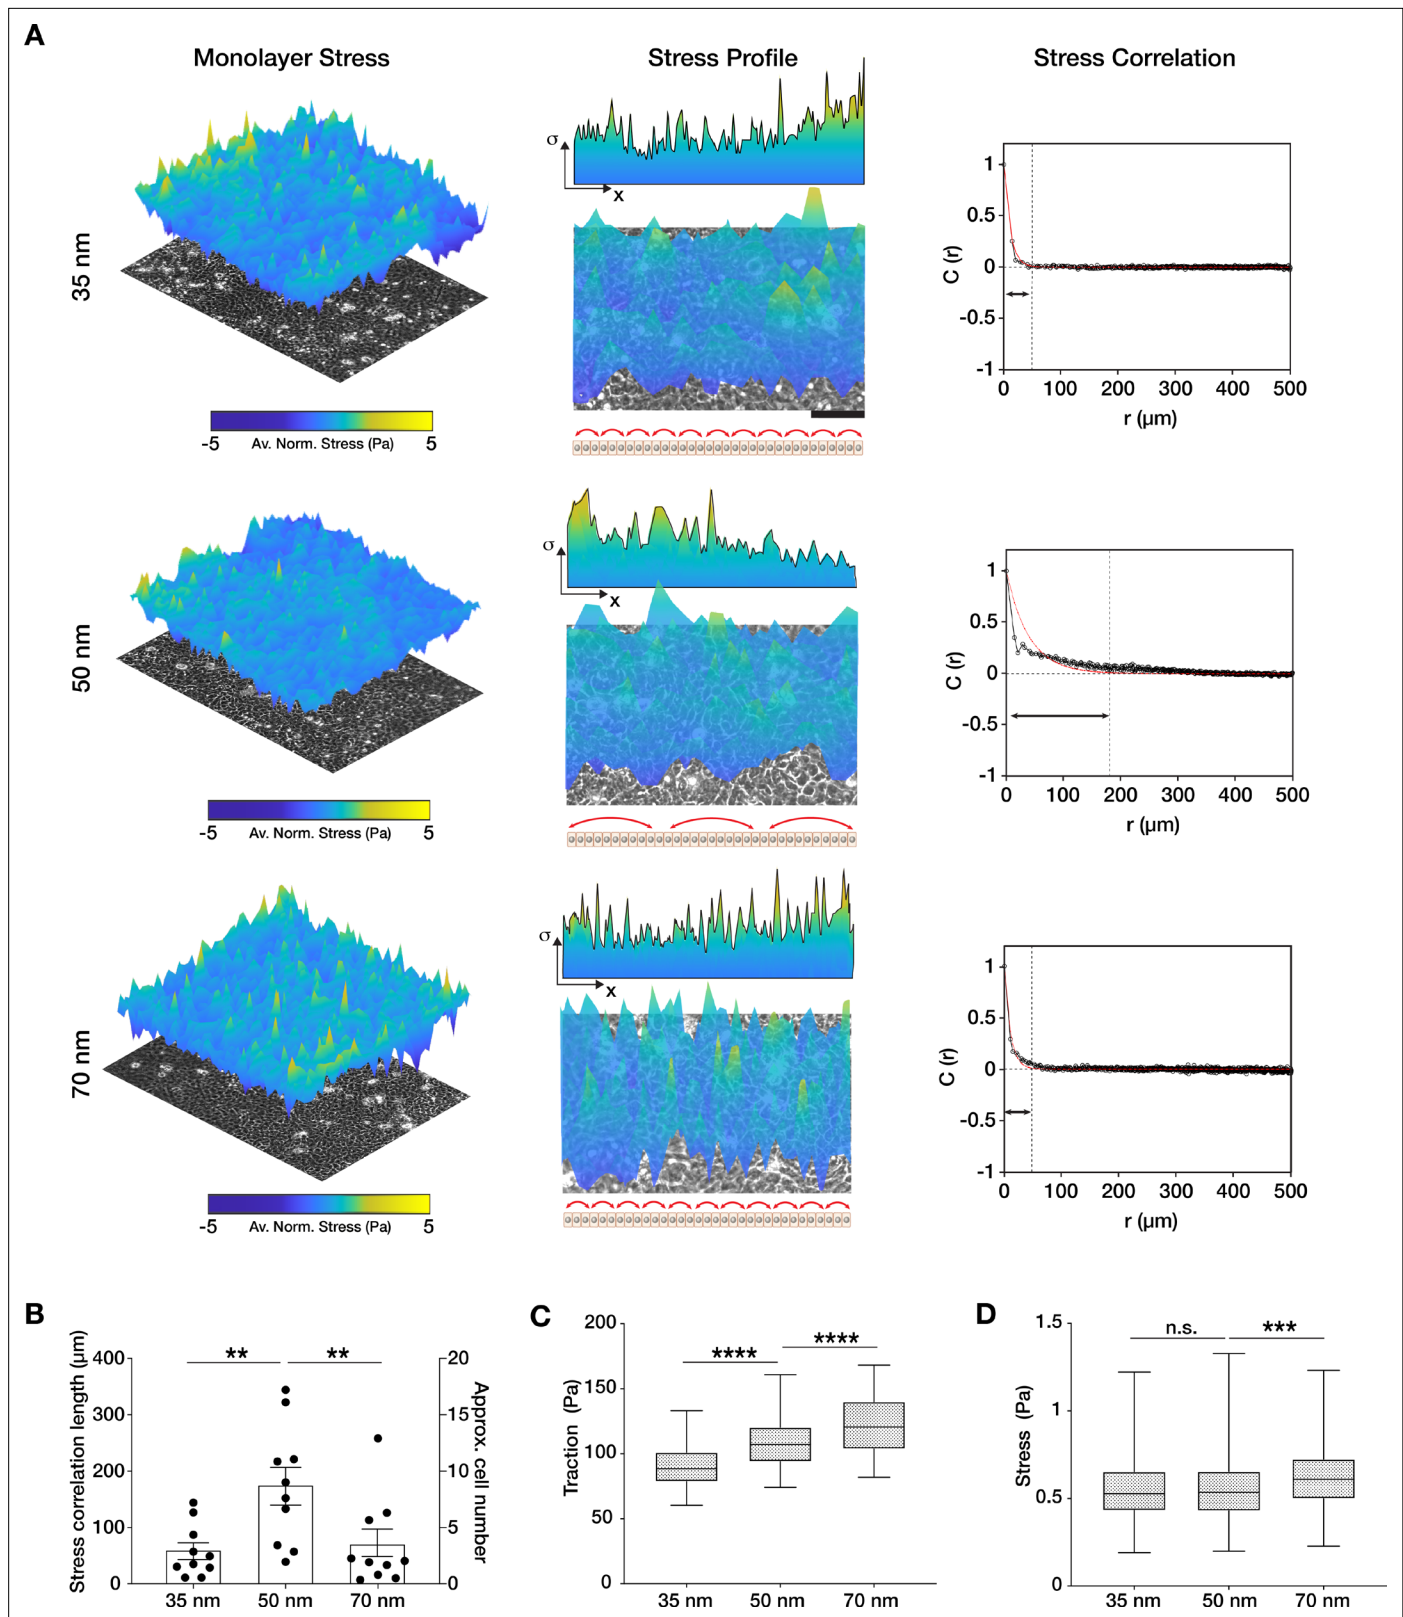 A
Monolayer Stress
Stress Profile
Stress Correlation
35 nm
σ
x
1
0.5
0
-0.5
-1
C (r)
0 100 200 300 400 500
r (μm)
-5 Av. Norm. Stress (Pa) 5
50 nm
σ
x
1
0.5
0
-0.5
-1
C (r)
0 100 200 300 400 500
r (μm)
-5 Av. Norm. Stress (Pa) 5
70 nm
σ
x
1
0.5
0
-0.5
-1
C (r)
0 100 200 300 400 500
r (μm)
-5 Av. Norm. Stress (Pa) 5
B
Stress correlation length (μm)
400
300
200
100
0
** **
20
15
10
5
0
Approx. cell number
35 nm 50 nm 70 nm
C
Traction (Pa)
200
150
100
50
0
**** ****
35 nm 50 nm 70 nm
D
Stress (Pa)
1.5
1
0.5
0
n.s. ***
35 nm 50 nm 70 nm